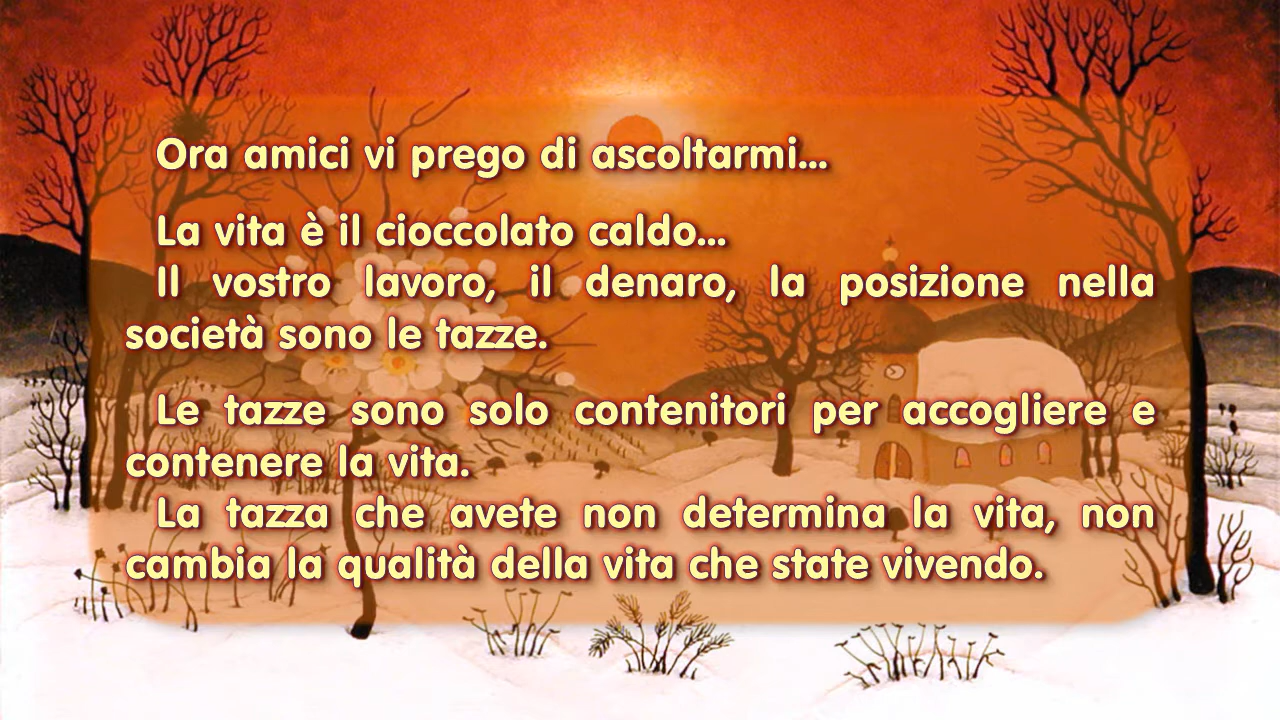 Ora amici vi prego di ascoltarmi...
La vita è il cioccolato caldo...
Il vostro lavoro, il denaro, la posizione nella
società sono le tazze.
Le tazze sono solo contenitori per accogliere e
contenere la vita.
La tazza che avete non determina la vita, non
cambia la qualità della vita che state vivendo.